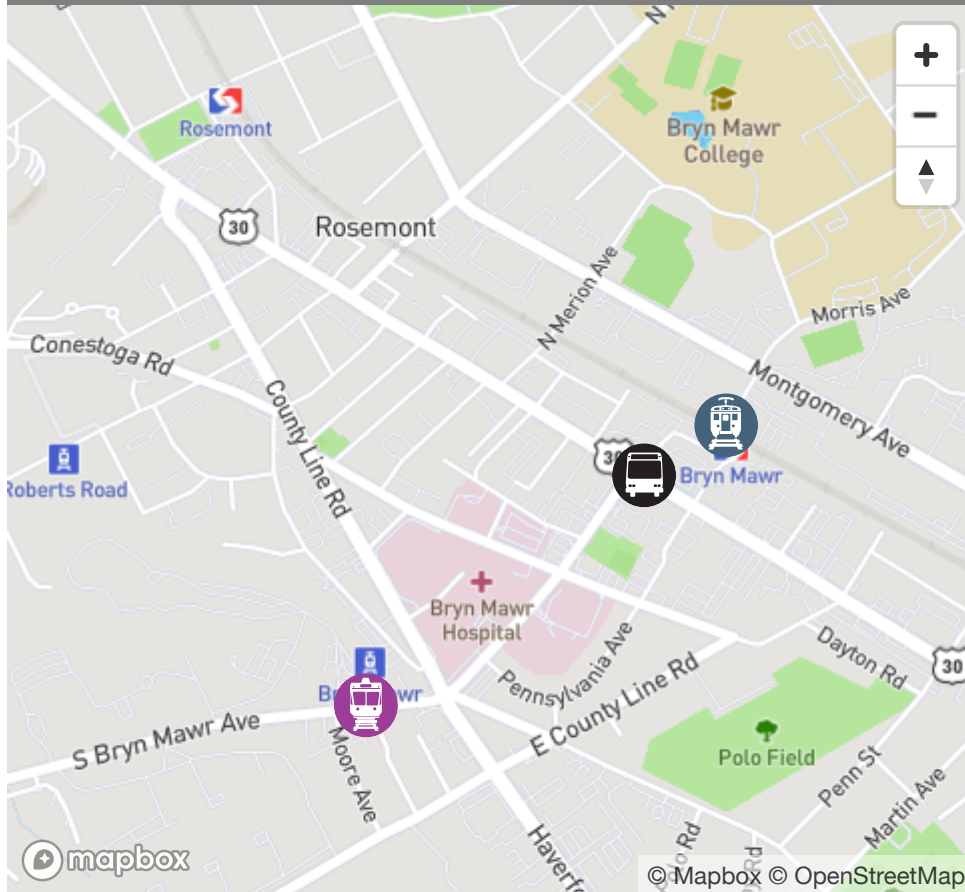 Rosemont
Bryn Mawr
College
30
Rosemont
N Merion Ave
Morris Ave
Conestoga Rd
Montgomery Ave
County Line Rd
30
Bryn Mawr
Roberts Road
Bryn Mawr
Hospital
Pennsylvania Ave
Dayton Rd
30
E County Line Rd
S Bryn Mawr Ave
Moore Ave
Polo Field
Penn St
Martin Ave
mapbox
© Mapbox © OpenStreetMap